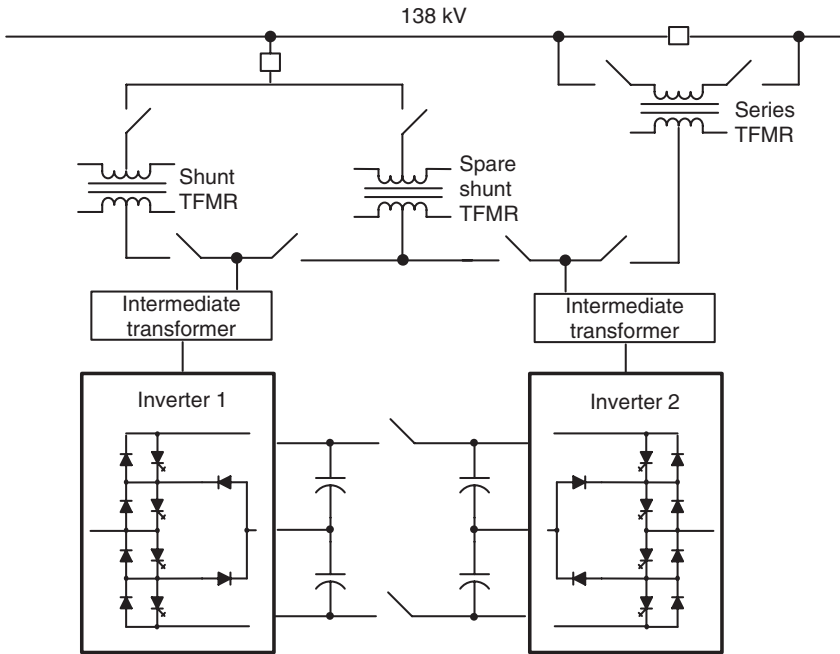 138 kV
Series
TFMR
Shunt
TFMR
Spare
shunt
TFMR
Intermediate
transformer
Intermediate
transformer
Inverter 1
Inverter 2